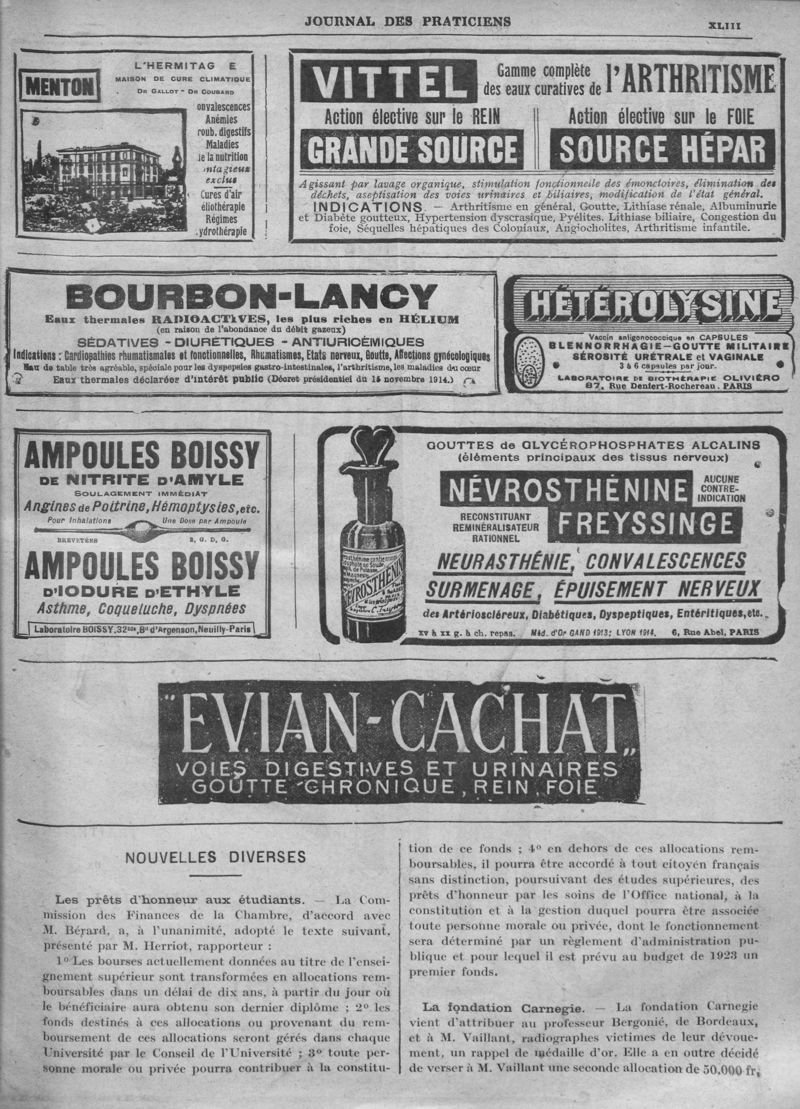 JOURNAL DES PRATICIENS
XLIII
MENTON
L'HERMITAG E
MAISON DE CURE CLIMATIQUE
DR GALLOT - DR COUBARD
onvalescences
Anémies
roub. digestifs
Maladies
de la nutrition
ntagieux
exclus
Cures d'air
éliothérapie
Régimes
ydrothérapie
VITTEL
Gamme complète
des eaux curatives de l'ARTHRITISME
Action élective sur le REIN
GRANDE SOURCE
Action élective sur le FOIE
SOURCE HÉPAR
Agissant par lavage organique, stimulation fonctionnelle des émonctoires, élimination des
déchets, aseptisation des voies urinaires et biliaires, modification de l'état général.
INDICATIONS. — Arthritisme en général, Goutte, Lithiase rénale, Albuminurie
et Diabète goutteux, Hypertension dyscrasique, Pyélites. Lithiase biliaire, Congestion du
foie, Séquelles hépatiques des Coloniaux, Angiocholites, Arthritisme infantile.
BOURBON-LANCY
Eaux thermales RADIOACTIVES, les plus riches en HÉLIUM
(en raison de l'abondance du débit gazeux)
SÉDATIVES - DIURÉTIQUES - ANTIURICÉMIQUES
Indications : Cardiopathies rhumatismales et fonctionnelles, Rhumatismes, Etats nerveux, Goutte, Affections gynécologiques
Eau de table très agréable, spéciale pour les dyspepsies gastro-intestinales, l'arthritisme, les maladies du cœur
Eaux thermales déclarées d'intérêt public (Décret présidentiel du 15 novembre 1914.)
HÉTÉROLYSINE
Vaccin antigonococcique en CAPSULES
BLENNORRHAGIE-GOUTTE MILITAIRE
SÉROSITÉ URÉTRALE et VAGINALE
3 à 6 capsules par jour.
LABORATOIRE DE BIOTHÉRAPIE OLIVIÉRO
87, Rue Denfert-Rochereau. PARIS
AMPOULES BOISSY
DE NITRITE D'AMYLE
SOULAGEMENT IMMÉDIAT
Angines de Poitrine, Hémoptysies, etc.
Pour Inhalations Une Dose par Ampoule
BREVETÉES S. G. D. G.
AMPOULES BOISSY
D'IODURE D'ETHYLE
Asthme, Coqueluche, Dyspnées
Laboratoire BOISSY, 32bis, Bd d'Argenson, Neuilly-Paris
GOUTTES de GLYCÉROPHOSPHATES ALCALINS
(éléments principaux des tissus nerveux)
NÉVROSTHÉNINE
AUCUNE
CONTRE-
INDICATION
RECONSTITUANT
REMINÉRALISATEUR
RATIONNEL
FREYSSINGE
NEURASTHÉNIE, CONVALESCENCES
SURMENAGE, ÉPUISEMENT NERVEUX
des Artérioscléreux, Diabétiques, Dyspeptiques, Entéritiques, etc.
XV à XX g. à ch. repas. Méd. d'Or GAND 1913; LYON 1914. 6, Rue Abel, PARIS
"EVIAN-CACHAT"
VOIES DIGESTIVES ET URINAIRES
GOUTTE CHRONIQUE, REIN, FOIE
NOUVELLES DIVERSES
Les prêts d'honneur aux étudiants. — La Com-
mission des Finances de la Chambre, d'accord avec
M. Bérard, a, à l'unanimité, adopté le texte suivant,
présenté par M. Herriot, rapporteur :
1º Les bourses actuellement données au titre de l'ensei-
gnement supérieur sont transformées en allocations rem-
boursables dans un délai de dix ans, à partir du jour où
le bénéficiaire aura obtenu son dernier diplôme ; 2º les
fonds destinés à ces allocations ou provenant du rem-
boursement de ces allocations seront gérés dans chaque
Université par le Conseil de l'Université ; 3º toute per-
sonne morale ou privée pourra contribuer à la constitu-
tion de ce fonds ; 4º en dehors de ces allocations rem-
boursables, il pourra être accordé à tout citoyen français
sans distinction, poursuivant des études supérieures, des
prêts d'honneur par les soins de l'Office national, à la
constitution et à la gestion duquel pourra être associée
toute personne morale ou privée, dont le fonctionnement
sera déterminé par un règlement d'administration pu-
blique et pour lequel il est prévu au budget de 1923 un
premier fonds.
La fondation Carnegie. — La fondation Carnegie
vient d'attribuer au professeur Bergonié, de Bordeaux,
et à M. Vaillant, radiographes victimes de leur dévoue-
ment, un rappel de médaille d'or. Elle a en outre décidé
de verser à M. Vaillant une seconde allocation de 50.000 fr,